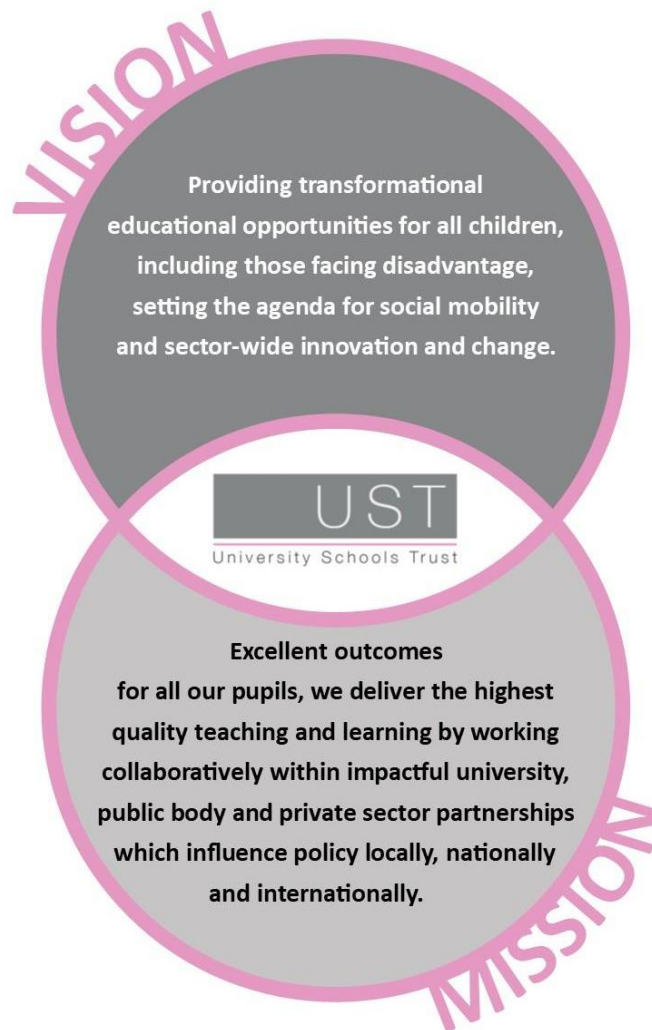 VISION
Providing transformational
educational opportunities for all children,
including those facing disadvantage,
setting the agenda for social mobility
and sector-wide innovation and change.
UST
University Schools Trust
Excellent outcomes
for all our pupils, we deliver the highest
quality teaching and learning by working
collaboratively within impactful university,
public body and private sector partnerships
which influence policy locally, nationally
and internationally.
MISSION